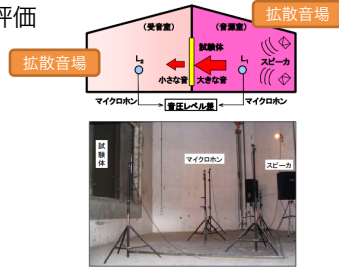 評価
(受音室)
(音源室)
拡散音場
拡散音場
試験体
L₂
L₁
スピーカ
小さな音
大きな音
マイクロホン
音圧レベル差
マイクロホン
試験体
マイクロホン
スピーカ